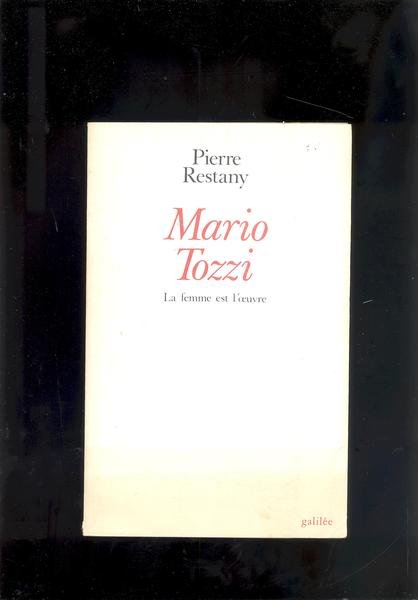 Pierre
Restany
Mario
Tozzi
La femme est l'œuvre
galilée